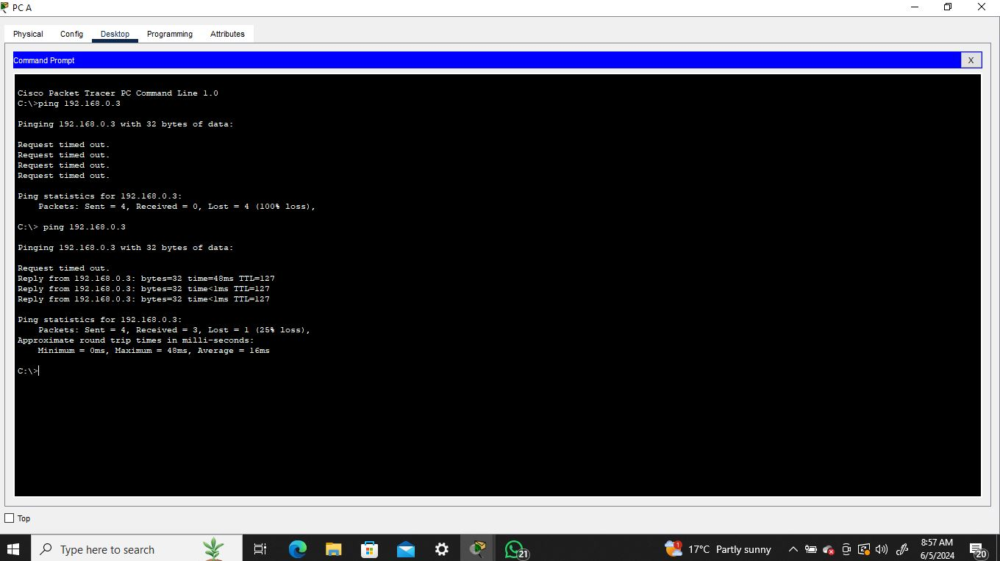 PC A
Physical Config Desktop Programming Attributes
Command Prompt
X
Cisco Packet Tracer PC Command Line 1.0
C:\>ping 192.168.0.3
Pinging 192.168.0.3 with 32 bytes of data:
Request timed out.
Request timed out.
Request timed out.
Request timed out.
Ping statistics for 192.168.0.3:
Packets: Sent = 4, Received = 0, Lost = 4 (100% loss),
C:\> ping 192.168.0.3
Pinging 192.168.0.3 with 32 bytes of data:
Request timed out.
Reply from 192.168.0.3: bytes=32 time=48ms TTL=127
Reply from 192.168.0.3: bytes=32 time<1ms TTL=127
Reply from 192.168.0.3: bytes=32 time<1ms TTL=127
Ping statistics for 192.168.0.3:
Packets: Sent = 4, Received = 3, Lost = 1 (25% loss),
Approximate round trip times in milli-seconds:
Minimum = 0ms, Maximum = 48ms, Average = 16ms
C:\>
Top
Type here to search
21
1
17°C Partly sunny
8:57 AM
6/5/2024
20